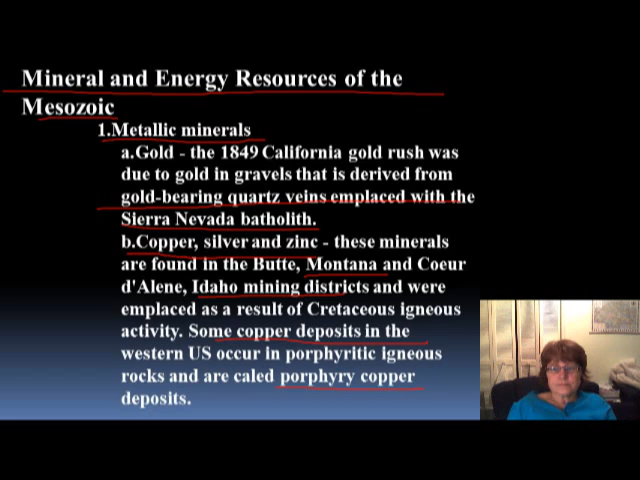 Mineral and Energy Resources of the
Mesozoic
1.Metallic minerals
a.Gold - the 1849 California gold rush was
due to gold in gravels that is derived from
gold-bearing quartz veins emplaced with the
Sierra Nevada batholith.
b.Copper, silver and zinc - these minerals
are found in the Butte, Montana and Coeur
d'Alene, Idaho mining districts and were
emplaced as a result of Cretaceous igneous
activity. Some copper deposits in the
western US occur in porphyritic igneous
rocks and are caled porphyry copper
deposits.